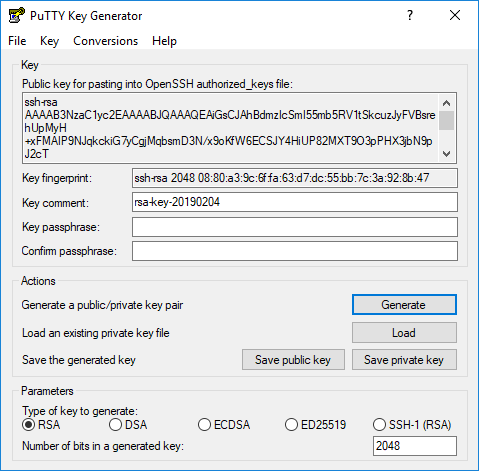 PuTTY Key Generator
?
File Key Conversions Help
Key
Public key for pasting into OpenSSH authorized_keys file:
ssh-rsa
AAAAB3NzaC1yc2EAAAABJQAAAQEAiGsCJAhBdmzIcSmI55mb5RV1tSkcuzJyFVBsre
hUpMyH
+xFMAIP9NJqkckiG7yCgjMqbsmD3N/x9oKfW6ECSJY4HiUP82MXT9O3pPHX3jbN9p
J2cT
Key fingerprint:
ssh-rsa 2048 08:80:a3:9c:6f:fa:63:d7:dc:55:bb:7c:3a:92:8b:47
Key comment:
rsa-key-20190204
Key passphrase:
Confirm passphrase:
Actions
Generate a public/private key pair
Generate
Load an existing private key file
Load
Save the generated key
Save public key
Save private key
Parameters
Type of key to generate:
RSA DSA ECDSA ED25519 SSH-1 (RSA)
Number of bits in a generated key:
2048